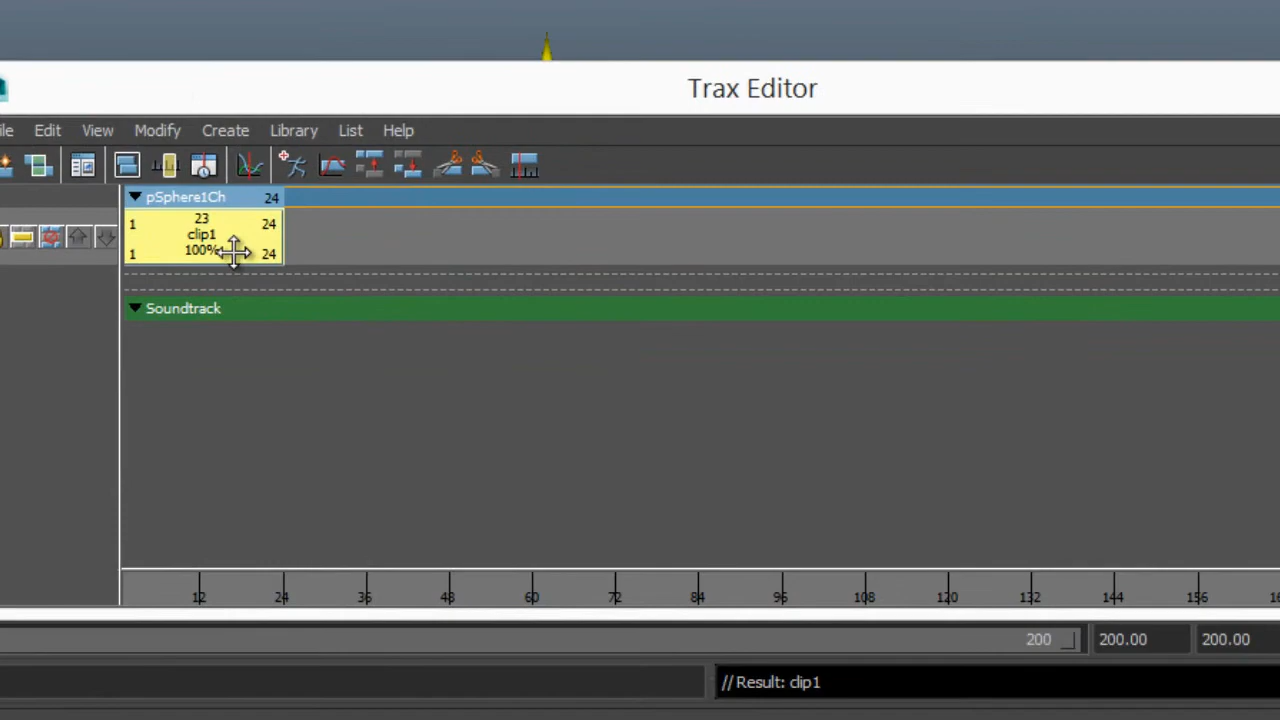 Trax Editor
ile Edit View Modify Create Library List Help
pSphere1Ch 24
1 23 24
clip1
1 100% 24
Soundtrack
12 24 36 48 60 72 84 96 108 120 132 144 156 16
200 200.00 200.00
// Result: clip1